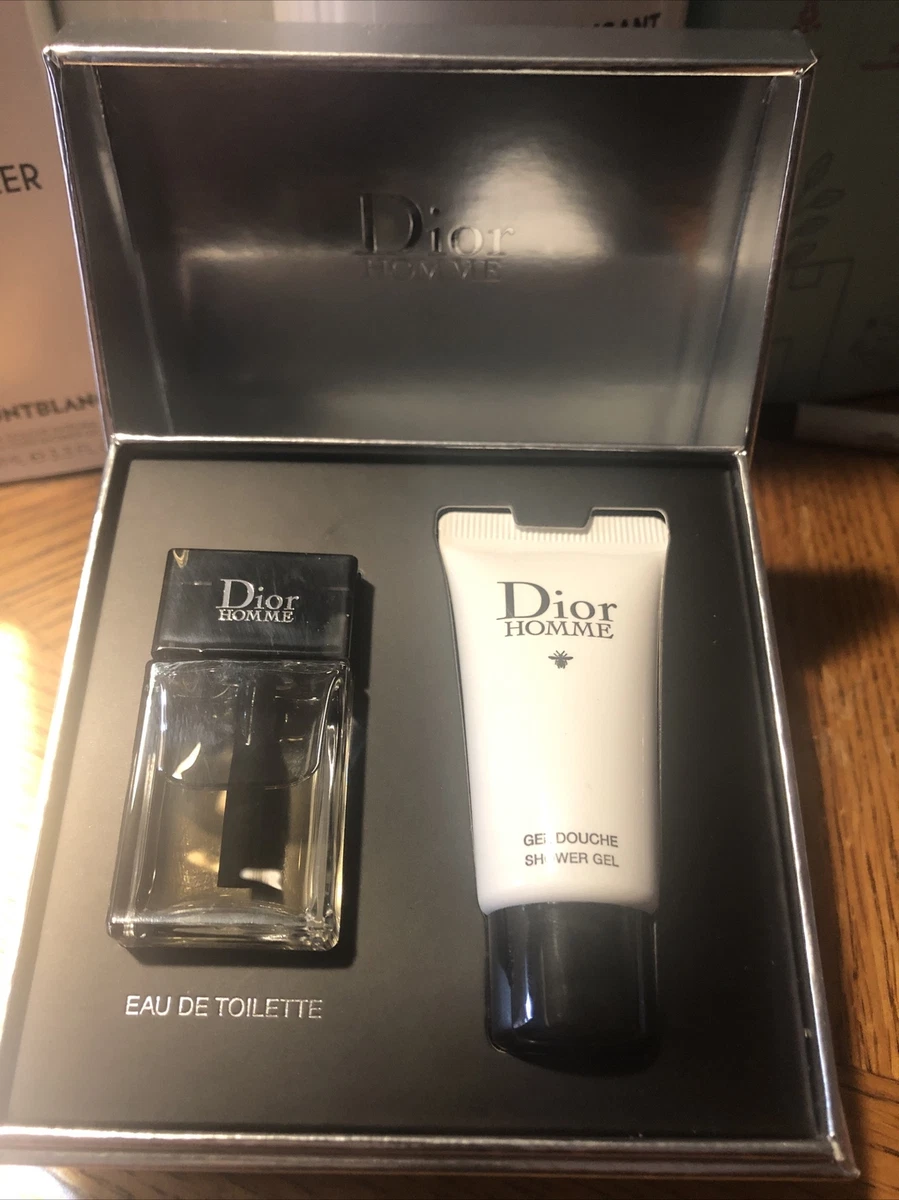 Dior
HOMME
Dior
HOMME
EAU DE TOILETTE
Dior
HOMME
GEL DOUCHE
SHOWER GEL